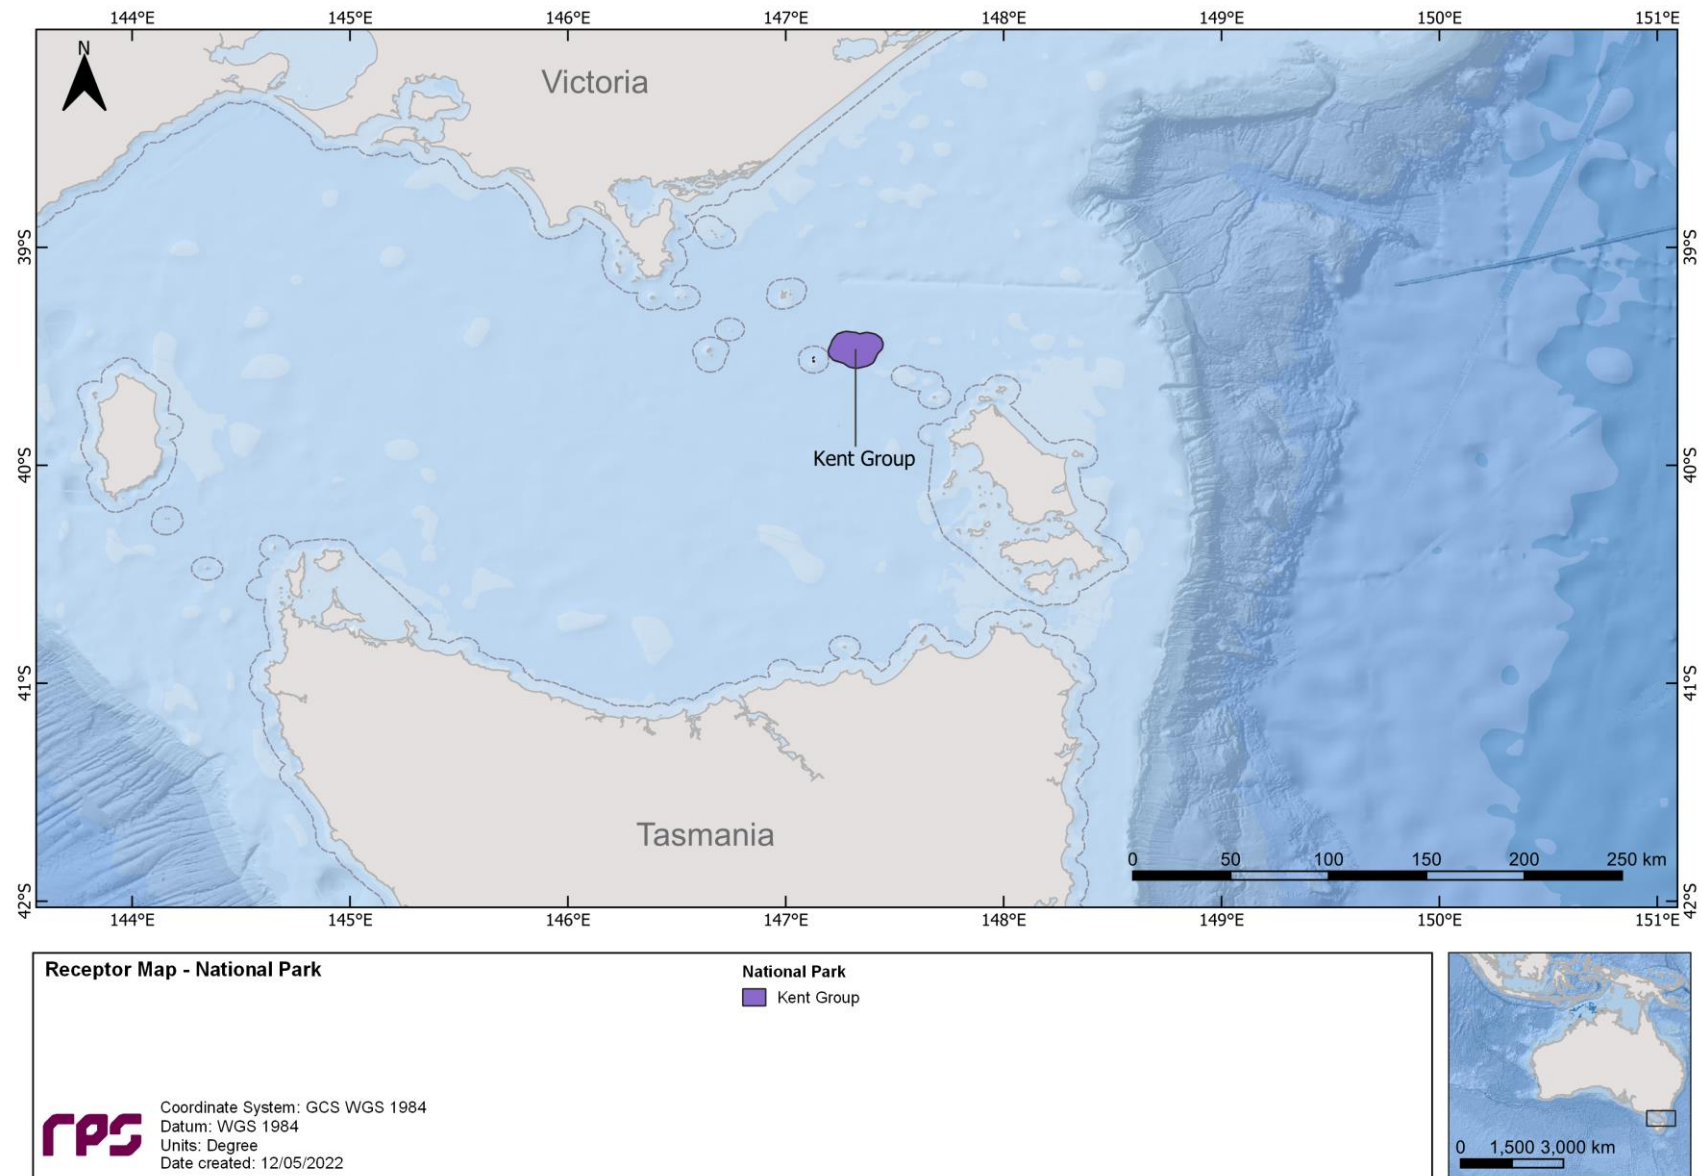 144°E 145°E 146°E 147°E 148°E 149°E 150°E 151°E
N
Victoria
39°S 39°S
Kent Group
40°S 40°S
41°S 41°S
Tasmania
0 50 100 150 200 250 km
42°S 42°S
144°E 145°E 146°E 147°E 148°E 149°E 150°E 151°E
Receptor Map - National Park
National Park
Kent Group
rps
Coordinate System: GCS WGS 1984
Datum: WGS 1984
Units: Degree
Date created: 12/05/2022
0 1,500 3,000 km